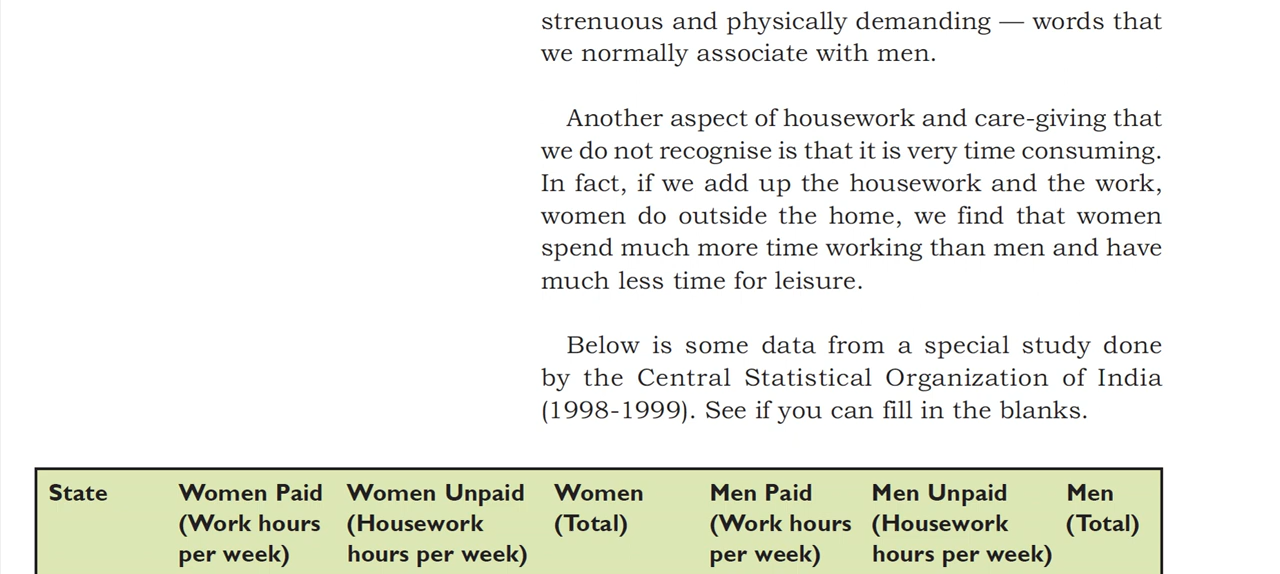 strenuous and physically demanding — words that
we normally associate with men.
Another aspect of housework and care-giving that
we do not recognise is that it is very time consuming.
In fact, if we add up the housework and the work,
women do outside the home, we find that women
spend much more time working than men and have
much less time for leisure.
Below is some data from a special study done
by the Central Statistical Organization of India
(1998-1999). See if you can fill in the blanks.
State Women Paid Women Unpaid Women Men Paid Men Unpaid Men
(Work hours (Housework (Total) (Work hours (Housework (Total)
per week) hours per week) per week) hours per week)